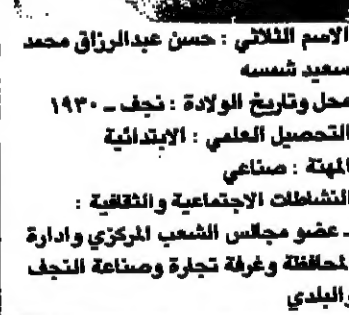 الاسم الثلاثي : حسن عبدالرزاق محمد
سعيد شمسه
محل وتاريخ الولادة : نجف ـ ١٩٣٠
التحصيل العلمي : الابتدائية
المهنة : صناعي
النشاطات الاجتماعية والثقافية :
ـ عضو مجالس الشعب المركزي وادارة
المحافظة وغرفة تجارة وصناعة النجف
والبلدي